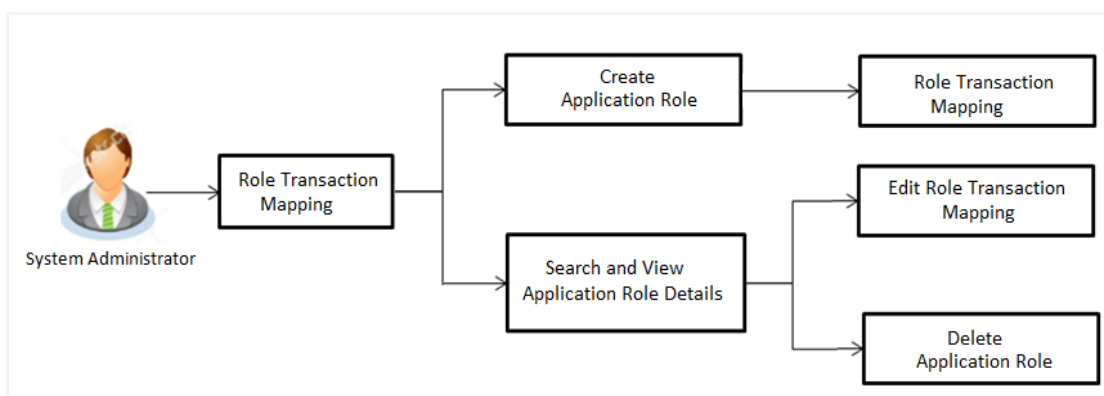 Create
Application Role
Role Transaction
Mapping
Role Transaction
Mapping
System Administrator
Search and View
Application Role Details
Edit Role Transaction
Mapping
Delete
Application Role